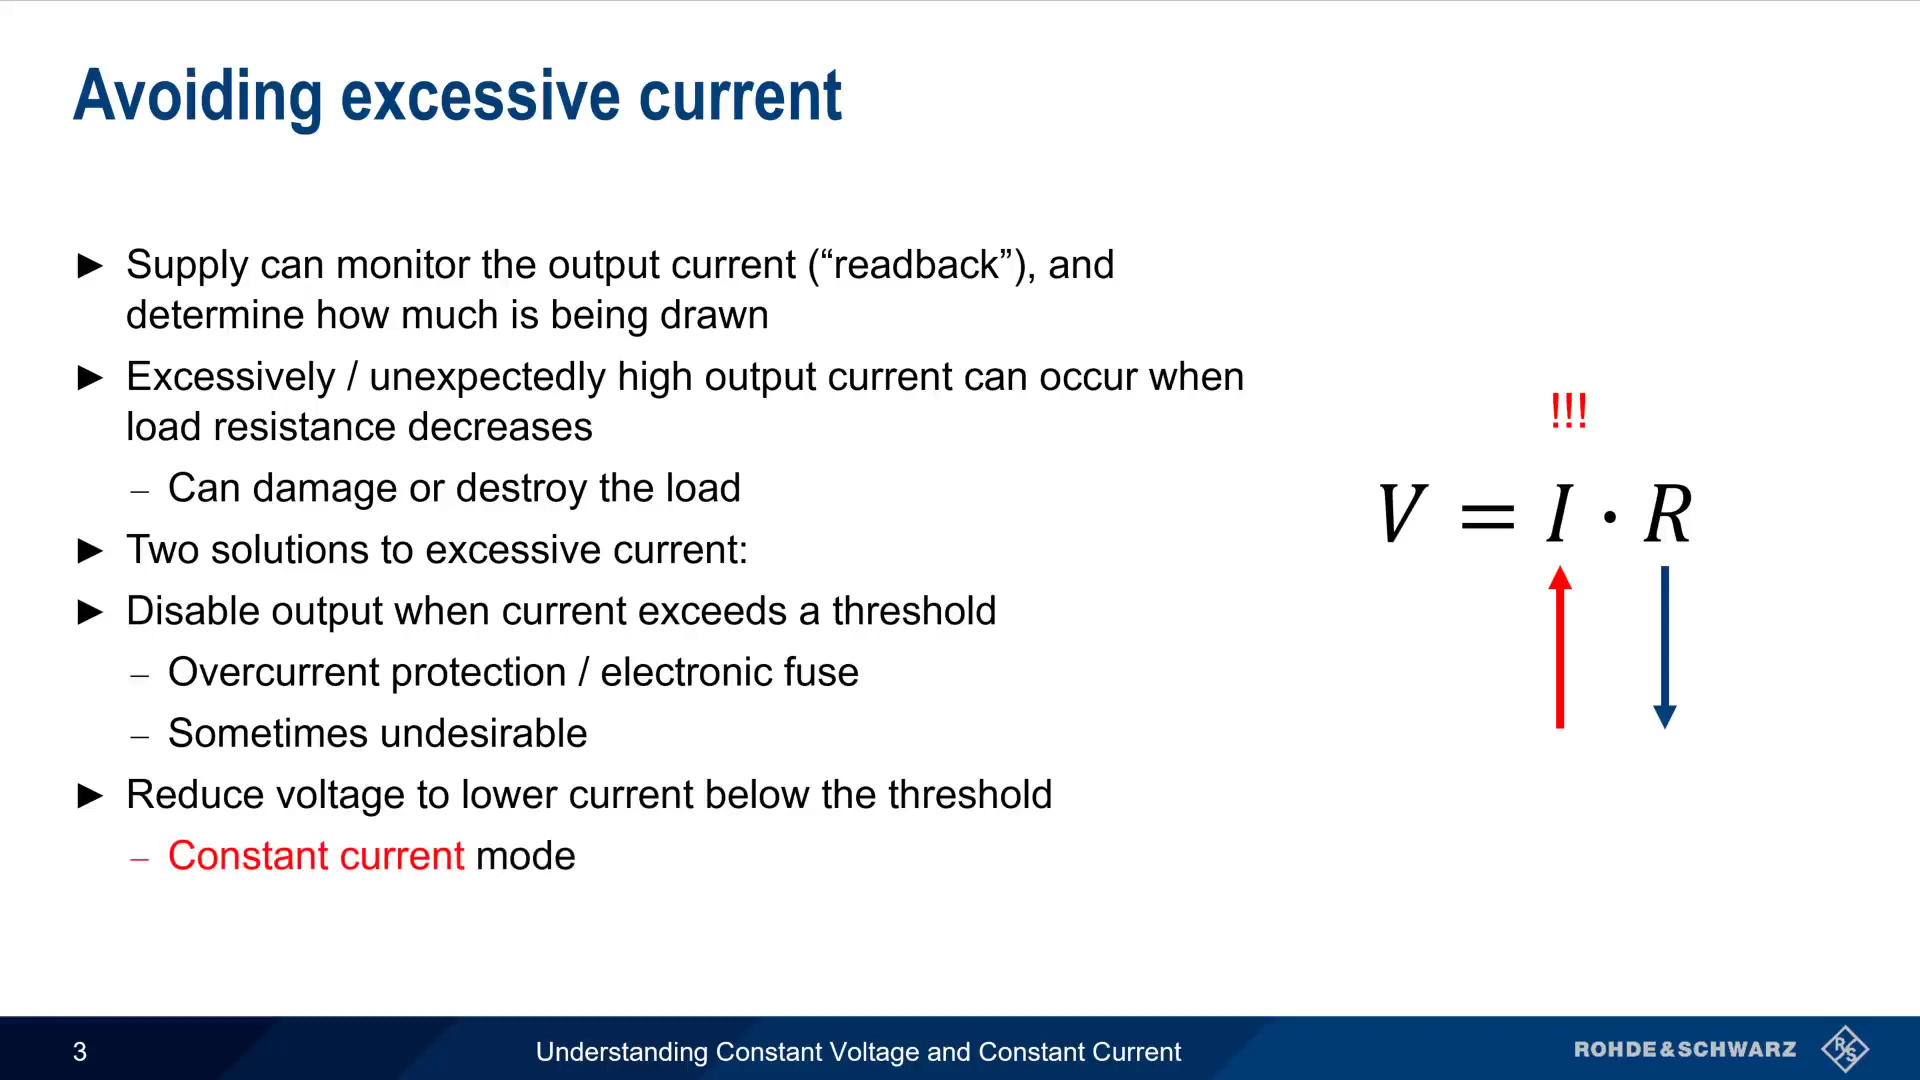 Avoiding excessive current
► Supply can monitor the output current (“readback”), and
determine how much is being drawn
► Excessively / unexpectedly high output current can occur when
load resistance decreases
– Can damage or destroy the load
► Two solutions to excessive current:
► Disable output when current exceeds a threshold
– Overcurrent protection / electronic fuse
– Sometimes undesirable
► Reduce voltage to lower current below the threshold
– Constant current mode
!!!
V = I · R
3
Understanding Constant Voltage and Constant Current
ROHDE&SCHWARZ
R&S